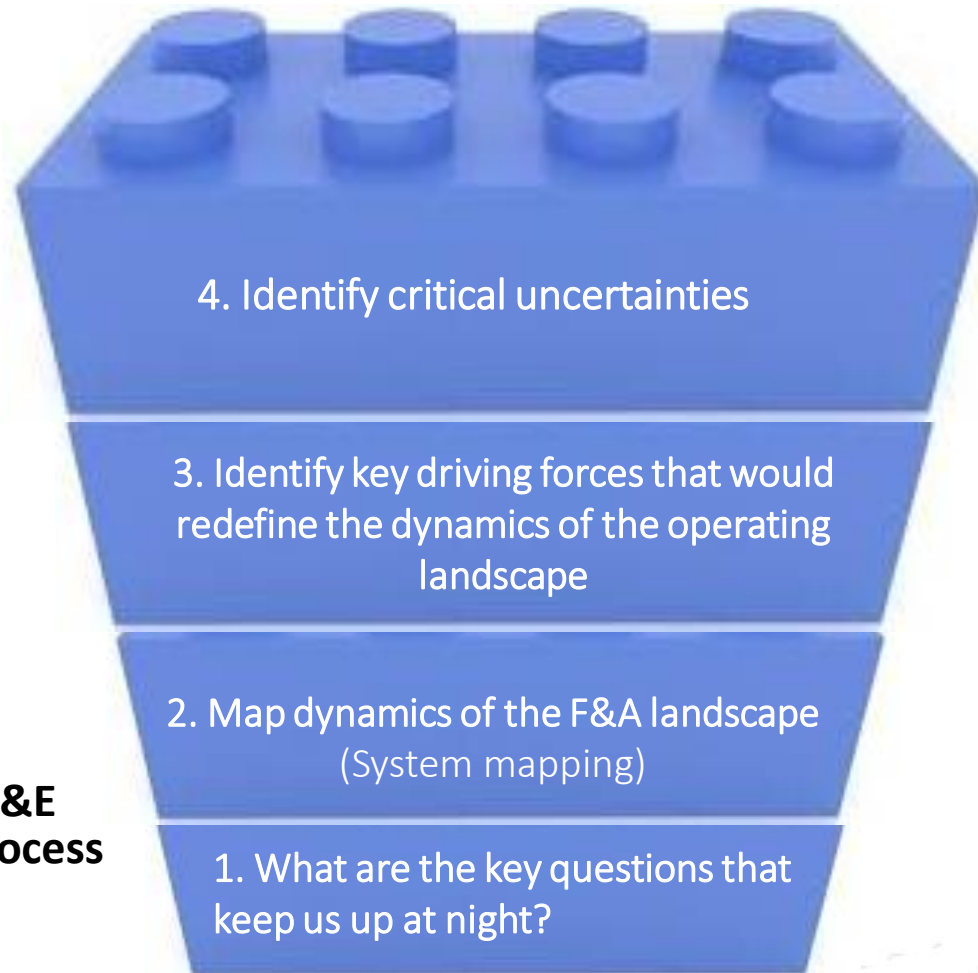 4. Identify critical uncertainties
3. Identify key driving forces that would
redefine the dynamics of the operating
landscape
2. Map dynamics of the F&A landscape
(System mapping)
&E
ocess
1. What are the key questions that
keep us up at night?